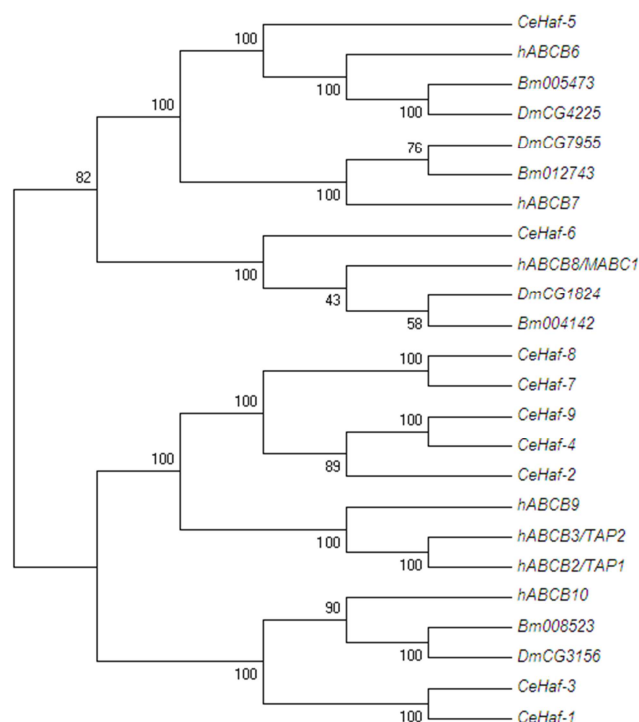 CeHaf-5
100
hABCB6
100
Bm005473
100
DmCG4225
100
DmCG7955
76
Bm012743
100
hABCB7
82
CeHaf-6
100
hABCB8/MABC1
43
DmCG1824
58
Bm004142
CeHaf-8
100
CeHaf-7
100
CeHaf-9
100
CeHaf-4
89
CeHaf-2
100
hABCB9
100
hABCB3/TAP2
100
hABCB2/TAP1
hABCB10
90
Bm008523
100
DmCG3156
100
CeHaf-3
100
CeHaf-1